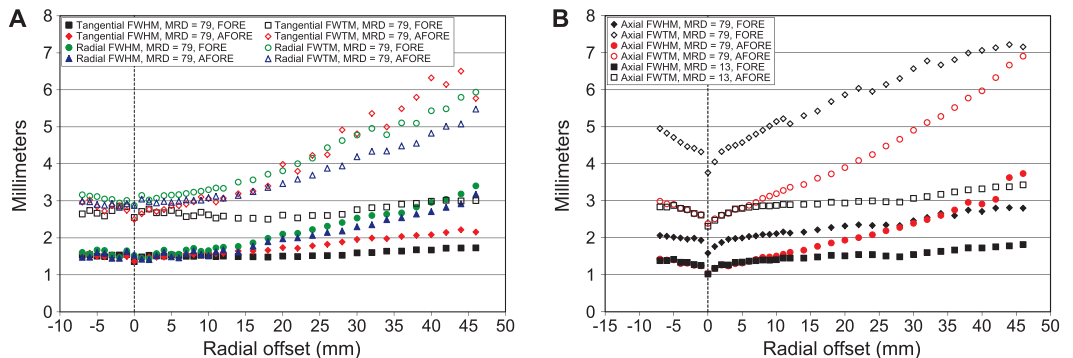 A
Tangential FWHM, MRD = 79, FORE
Tangential FWTM, MRD = 79, FORE
Tangential FWHM, MRD = 79, AFORE
Tangential FWTM, MRD = 79, AFORE
Radial FWHM, MRD = 79, FORE
Radial FWTM, MRD = 79, FORE
Radial FWHM, MRD = 79, AFORE
Radial FWTM, MRD = 79, AFORE
Millimeters
8
7
6
5
4
3
2
1
0
-10 -5 0 5 10 15 20 25 30 35 40 45 50
Radial offset (mm)
B
Axial FWHM, MRD = 79, FORE
Axial FWTM, MRD = 79, FORE
Axial FWHM, MRD = 79, AFORE
Axial FWTM, MRD = 79, AFORE
Axial FWHM, MRD = 13, FORE
Axial FWTM, MRD = 13, AFORE
Millimeters
8
7
6
5
4
3
2
1
0
-15 -10 -5 0 5 10 15 20 25 30 35 40 45 50
Radial offset (mm)